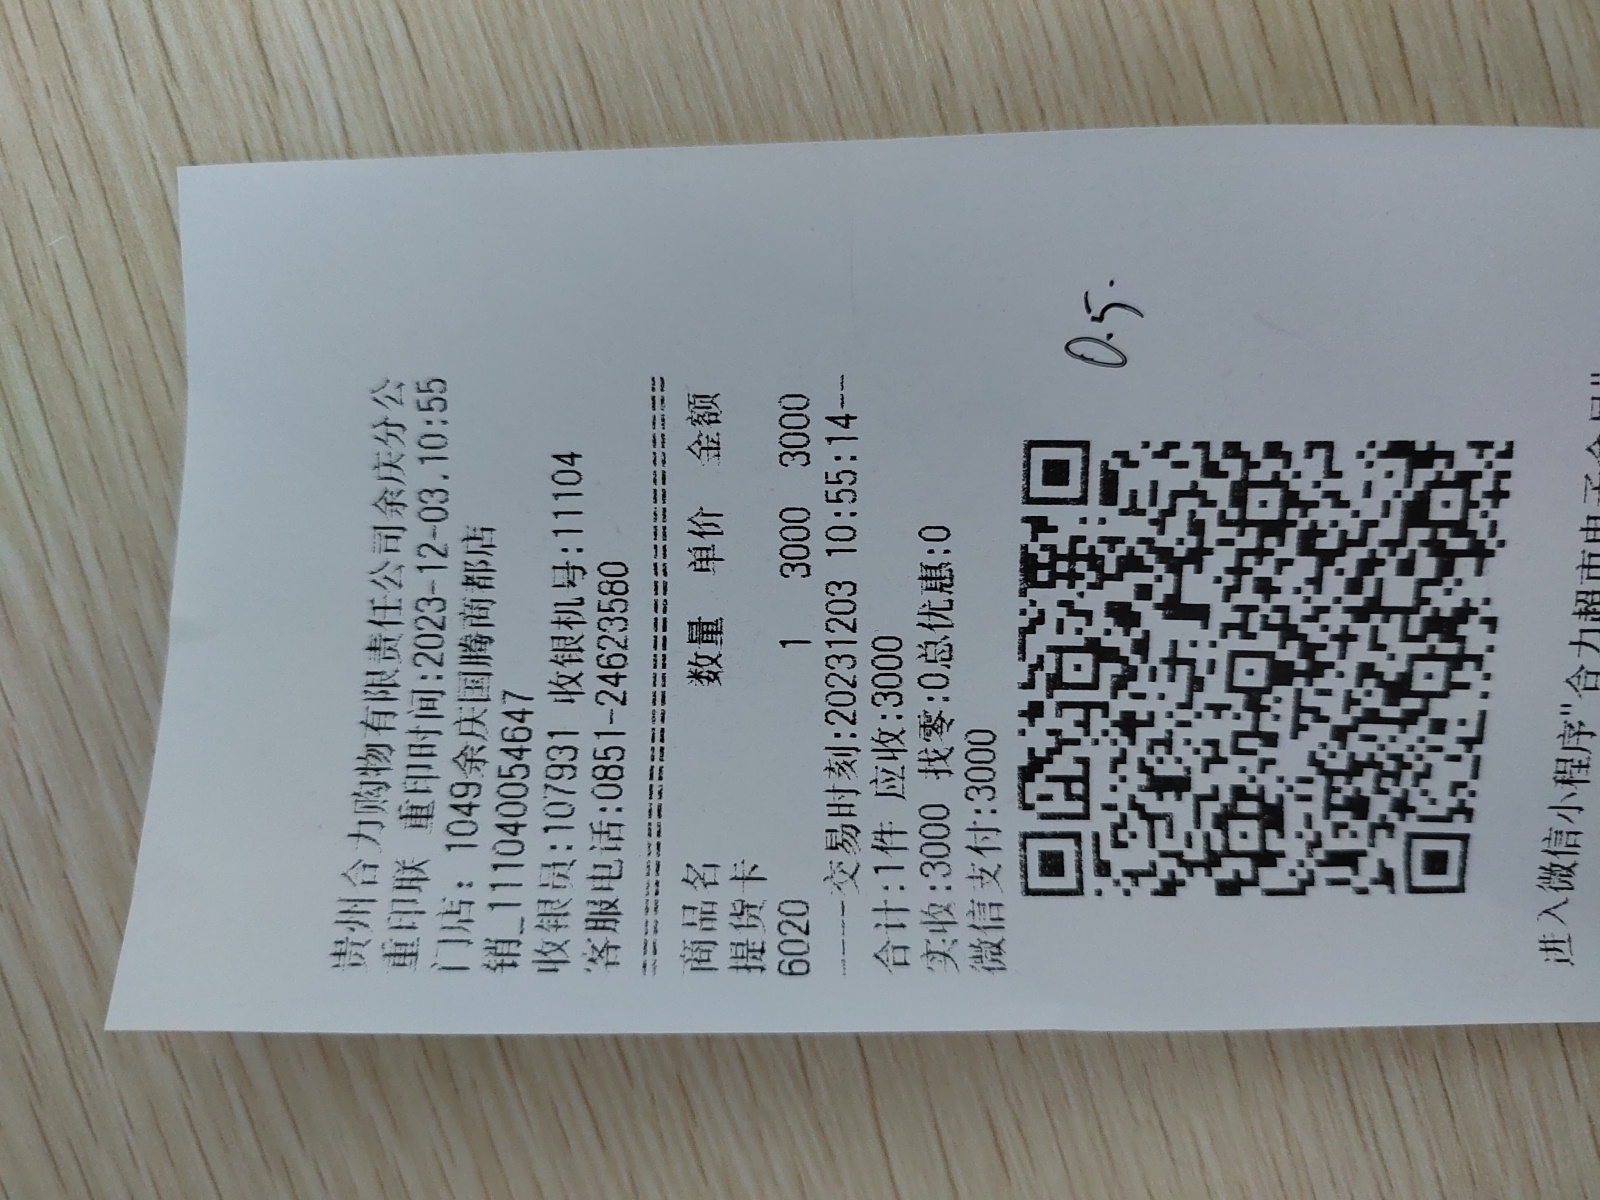 贵州合力购物有限责任公司余庆分公
重印联 重印时间:2023-12-03.10:55
门店: 1049余庆国腾商都店
销_111040054647
收银员:107931 收银机号:11104
客服电话:0851-24623580
商品名 数量 单价 金额
提货卡
6020 1 3000 3000
----交易时刻:20231203 10:55:14--
合计:1件 应收:3000
实收:3000 找零:0总优惠:0
微信支付:3000
0.5.
进入微信小程序"合力超市电子会员"